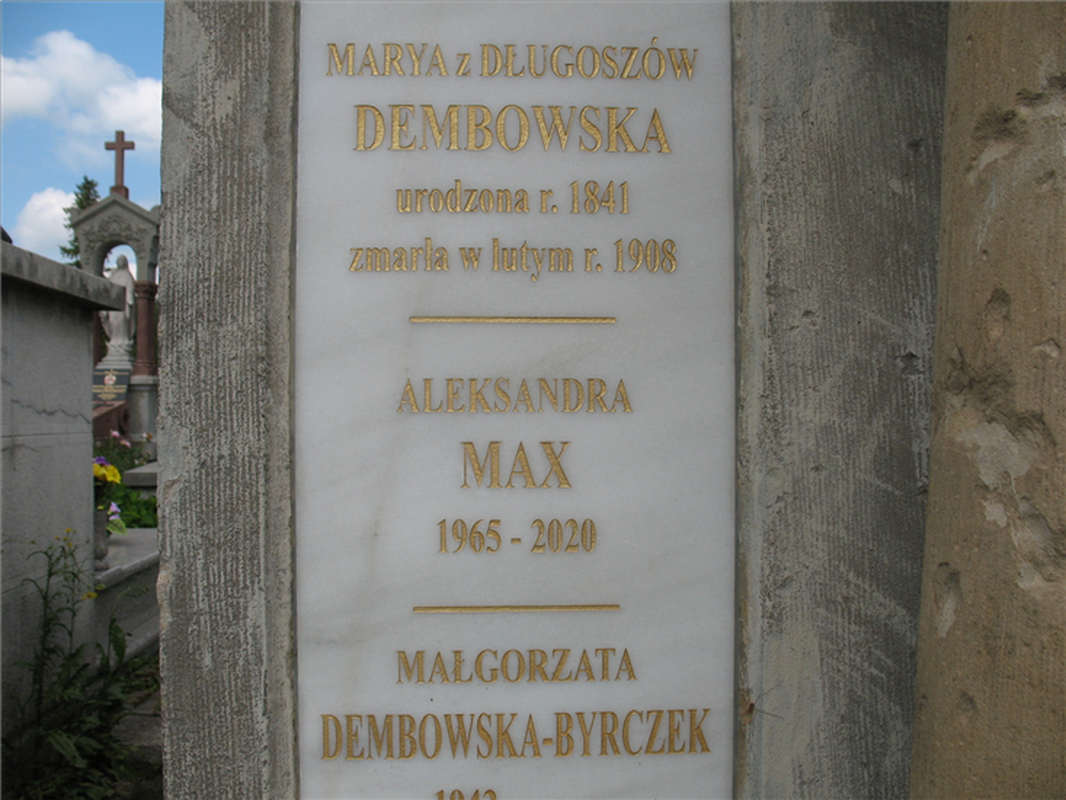 MARYA z DŁUGOSZÓW
DEMBOWSKA
urodzona r. 1841
zmarła w lutym r. 1908
ALEKSANDRA
MAX
1965 - 2020
MAŁGORZATA
DEMBOWSKA-BYRCZEK